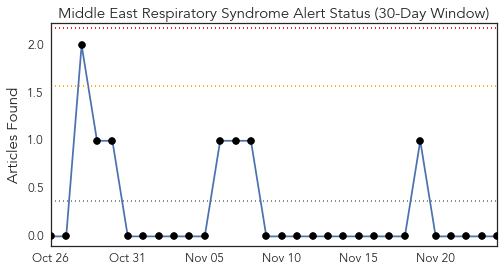 Middle East Respiratory Syndrome Alert Status (30-Day Window)
Articles Found
2.0
1.5
1.0
0.5
0.0
Oct 26 Oct 31 Nov 05 Nov 10 Nov 15 Nov 20